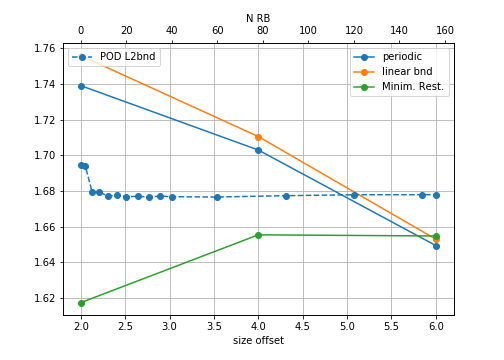 N RB
0 20 40 60 80 100 120 140 160
POD L2bnd
periodic
linear bnd
Minim. Rest.
1.76
1.74
1.72
1.70
1.68
1.66
1.64
1.62
2.0 2.5 3.0 3.5 4.0 4.5 5.0 5.5 6.0
size offset